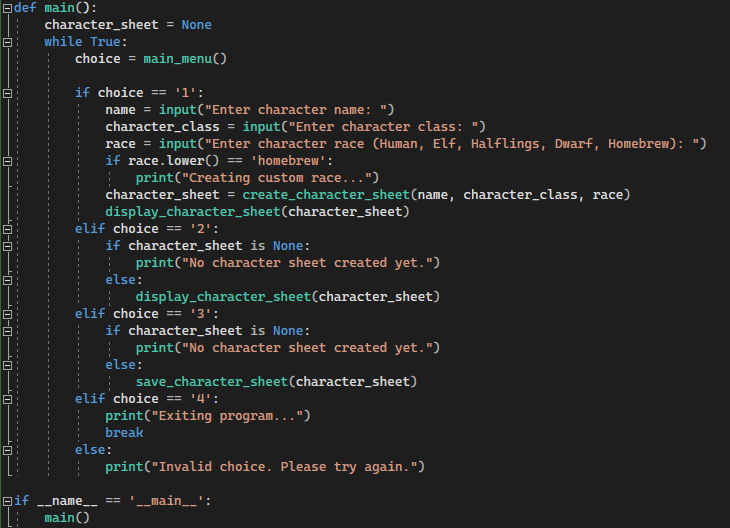 def main():
    character_sheet = None
    while True:
        choice = main_menu()

        if choice == '1':
            name = input("Enter character name: ")
            character_class = input("Enter character class: ")
            race = input("Enter character race (Human, Elf, Halflings, Dwarf, Homebrew): ")
            if race.lower() == 'homebrew':
                print("Creating custom race...")
            character_sheet = create_character_sheet(name, character_class, race)
            display_character_sheet(character_sheet)
        elif choice == '2':
            if character_sheet is None:
                print("No character sheet created yet.")
            else:
                display_character_sheet(character_sheet)
        elif choice == '3':
            if character_sheet is None:
                print("No character sheet created yet.")
            else:
                save_character_sheet(character_sheet)
        elif choice == '4':
            print("Exiting program...")
            break
        else:
            print("Invalid choice. Please try again.")

if __name__ == '__main__':
    main()